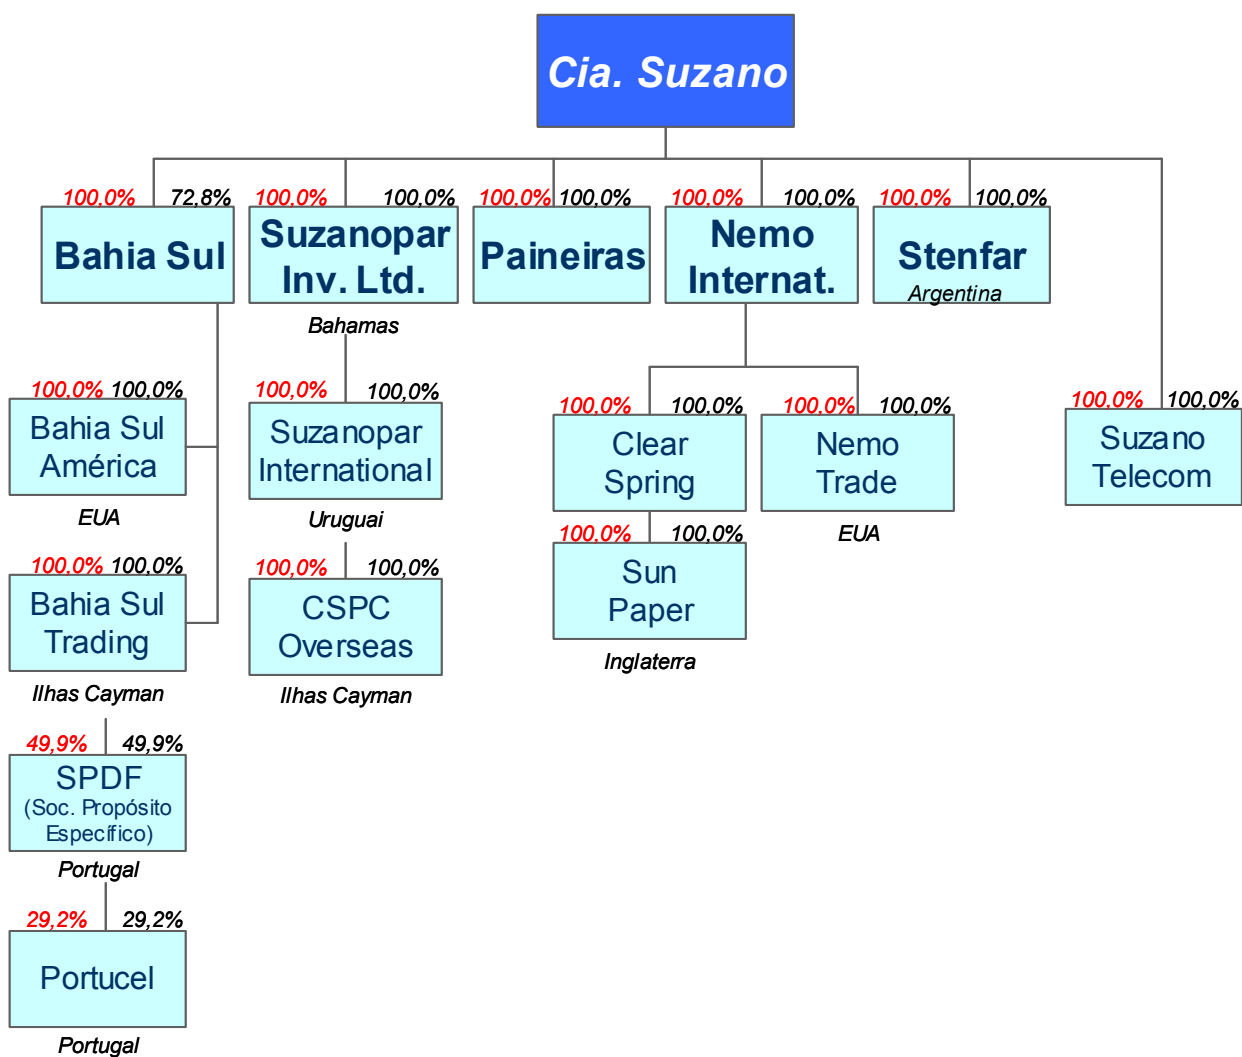 Cia. Suzano
100,0% 72,8%
Bahia Sul
100,0% 100,0%
Suzanopar
Inv. Ltd.
Bahamas
100,0% 100,0%
Paineiras
100,0% 100,0%
Nemo
Internat.
100,0% 100,0%
Stenfar
Argentina
100,0% 100,0%
Bahia Sul
América
EUA
100,0% 100,0%
Suzanopar
International
Uruguai
100,0% 100,0%
Clear
Spring
100,0% 100,0%
Nemo
Trade
EUA
100,0% 100,0%
Suzano
Telecom
100,0% 100,0%
Bahia Sul
Trading
Ilhas Cayman
100,0% 100,0%
CSPC
Overseas
Ilhas Cayman
100,0% 100,0%
Sun
Paper
Inglaterra
49,9% 49,9%
SPDF
(Soc. Propósito
Específico)
Portugal
29,2% 29,2%
Portucel
Portugal